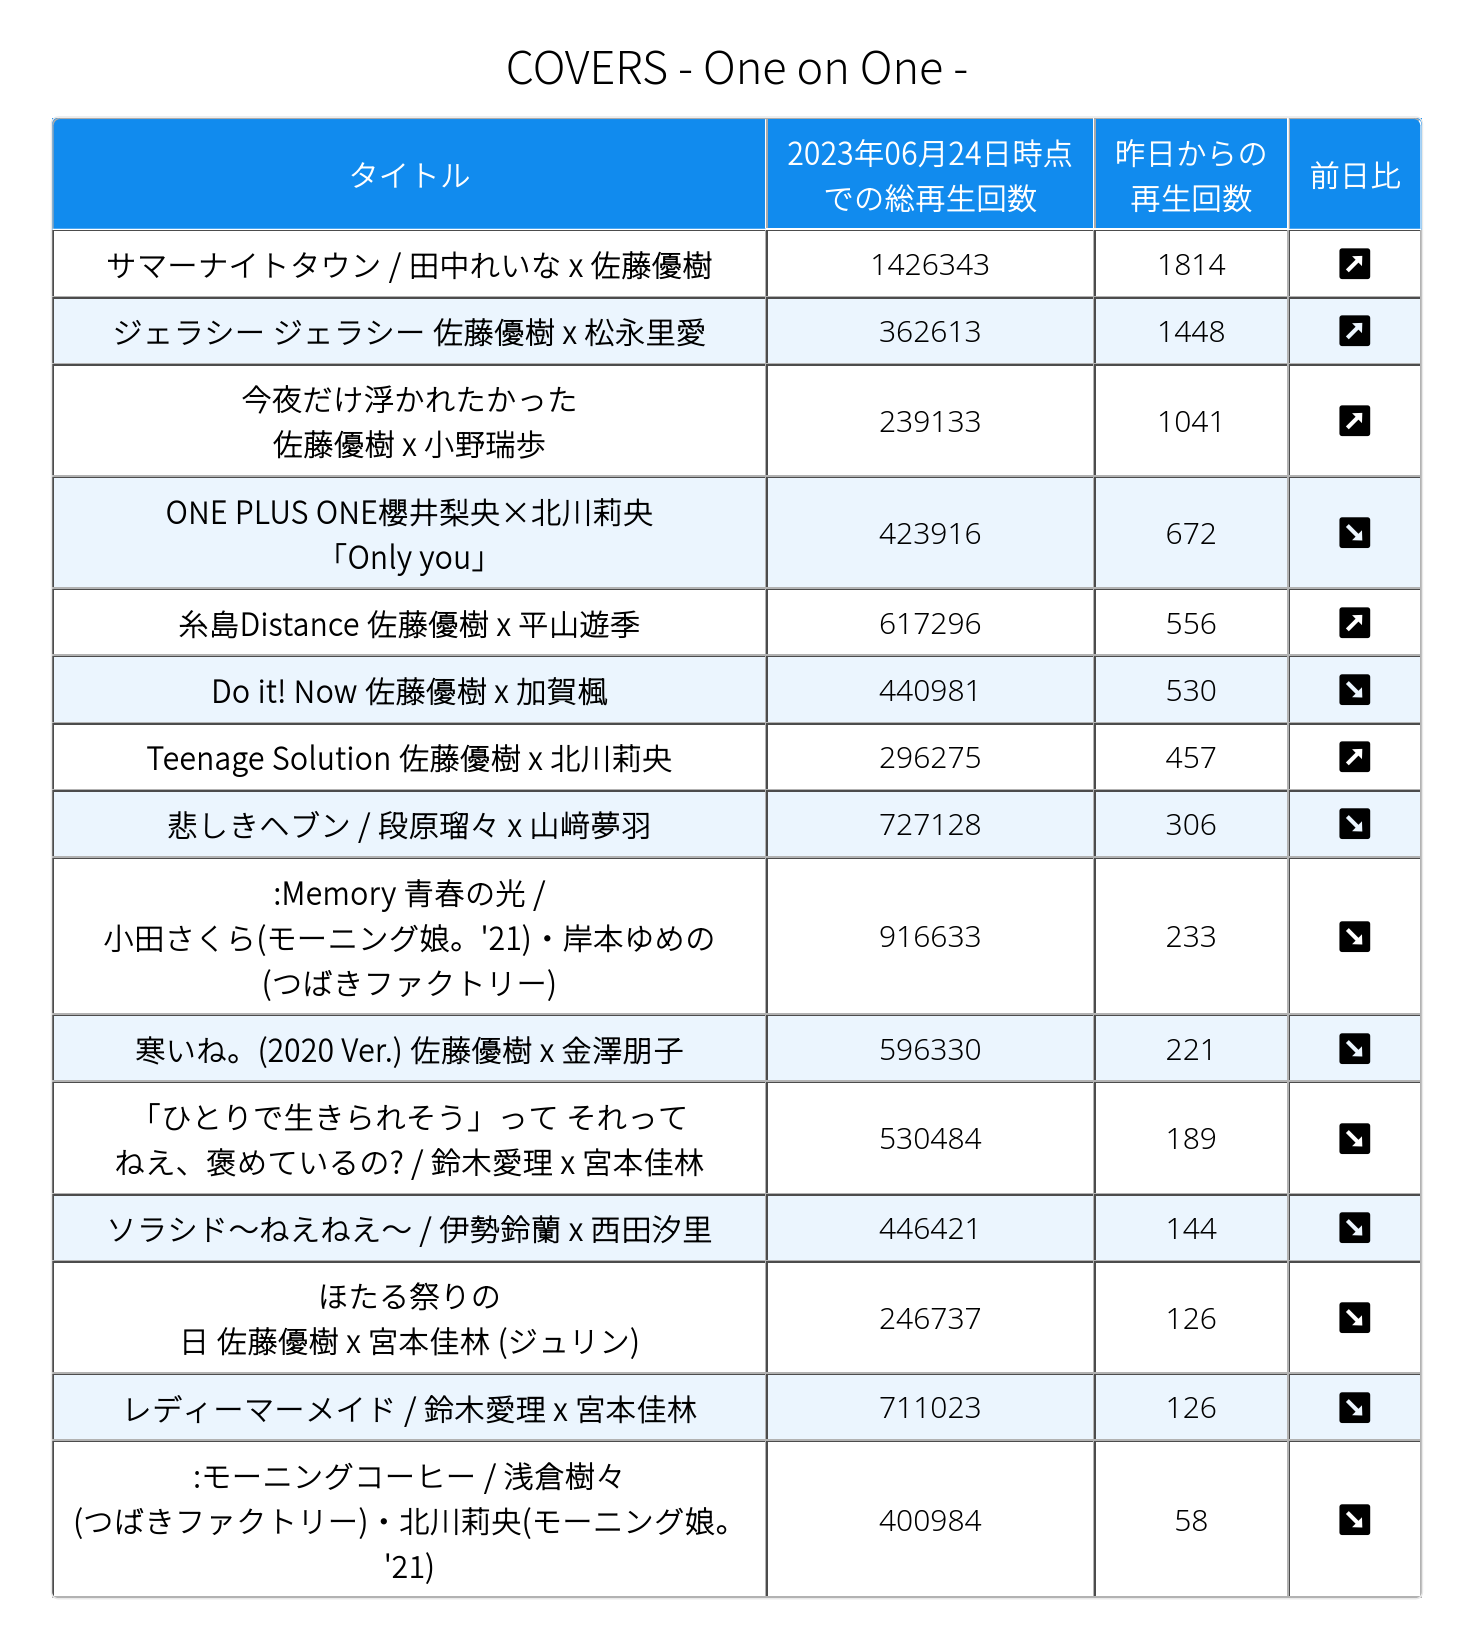 COVERS - One on One -
タイトル
2023年06月24日時点
での総再生回数
昨日からの
再生回数
前日比
サマーナイトタウン / 田中れいな x 佐藤優樹
1426343
1814
ジェラシー ジェラシー 佐藤優樹 x 松永里愛
362613
1448
今夜だけ浮かれたかった
佐藤優樹 x 小野瑞歩
239133
1041
ONE PLUS ONE櫻井梨央×北川莉央
「Only you」
423916
672
糸島Distance 佐藤優樹 x 平山遊季
617296
556
Do it! Now 佐藤優樹 x 加賀楓
440981
530
Teenage Solution 佐藤優樹 x 北川莉央
296275
457
悲しきヘブン / 段原瑠々 x 山﨑夢羽
727128
306
:Memory 青春の光 /
小田さくら(モーニング娘。'21)・岸本ゆめの
(つばきファクトリー)
916633
233
寒いね。(2020 Ver.) 佐藤優樹 x 金澤朋子
596330
221
「ひとりで生きられそう」って それって
ねえ、褒めているの? / 鈴木愛理 x 宮本佳林
530484
189
ソラシド～ねえねえ～ / 伊勢鈴蘭 x 西田汐里
446421
144
ほたる祭りの
日 佐藤優樹 x 宮本佳林 (ジュリン)
246737
126
レディーマーメイド / 鈴木愛理 x 宮本佳林
711023
126
:モーニングコーヒー / 浅倉樹々
(つばきファクトリー)・北川莉央(モーニング娘。
'21)
400984
58